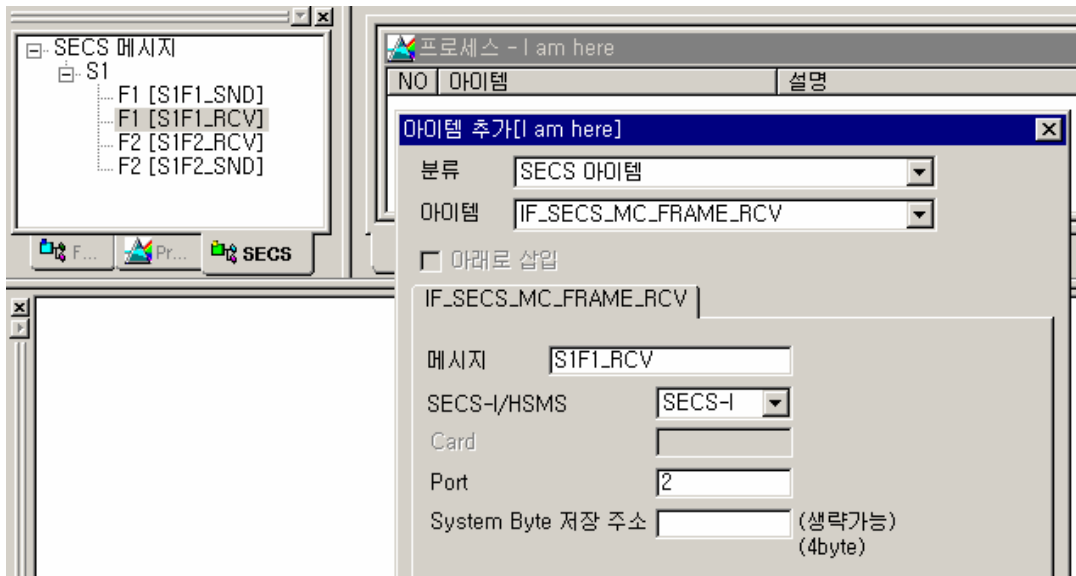 SECS 메시지
S1
F1 [S1F1_SND]
F1 [S1F1_RCV]
F2 [S1F2_RCV]
F2 [S1F2_SND]
F...
Pr...
SECS
프로세스 - I am here
NO 아이템 설명
아이템 추가[I am here]
분류 SECS 아이템
아이템 IF_SECS_MC_FRAME_RCV
아래로 삽입
IF_SECS_MC_FRAME_RCV
메시지 S1F1_RCV
SECS-I/HSMS SECS-I
Card
Port 2
System Byte 저장 주소 (생략가능)
(4byte)